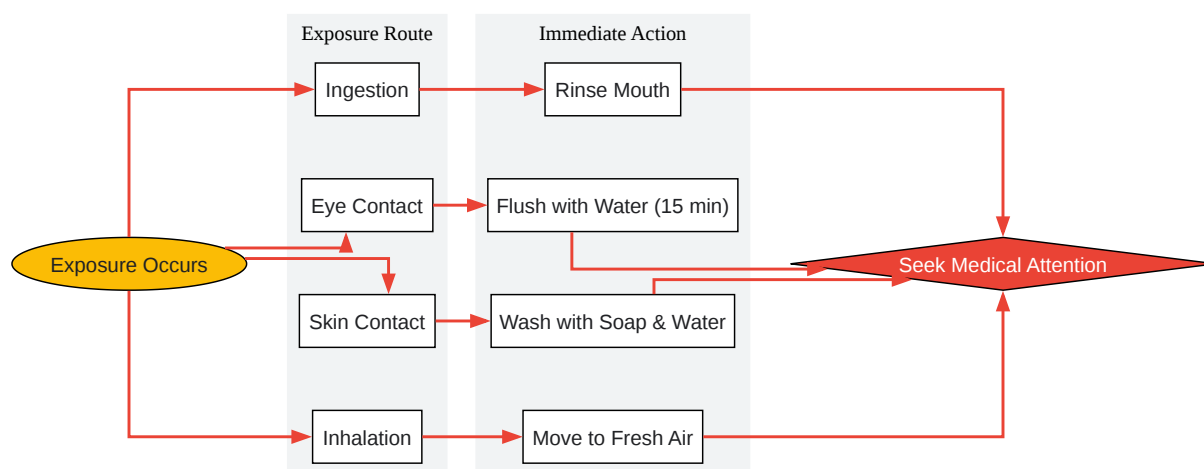 Exposure Route
Immediate Action
Ingestion
Rinse Mouth
Eye Contact
Flush with Water (15 min)
Exposure Occurs
Seek Medical Attention
Skin Contact
Wash with Soap & Water
Inhalation
Move to Fresh Air